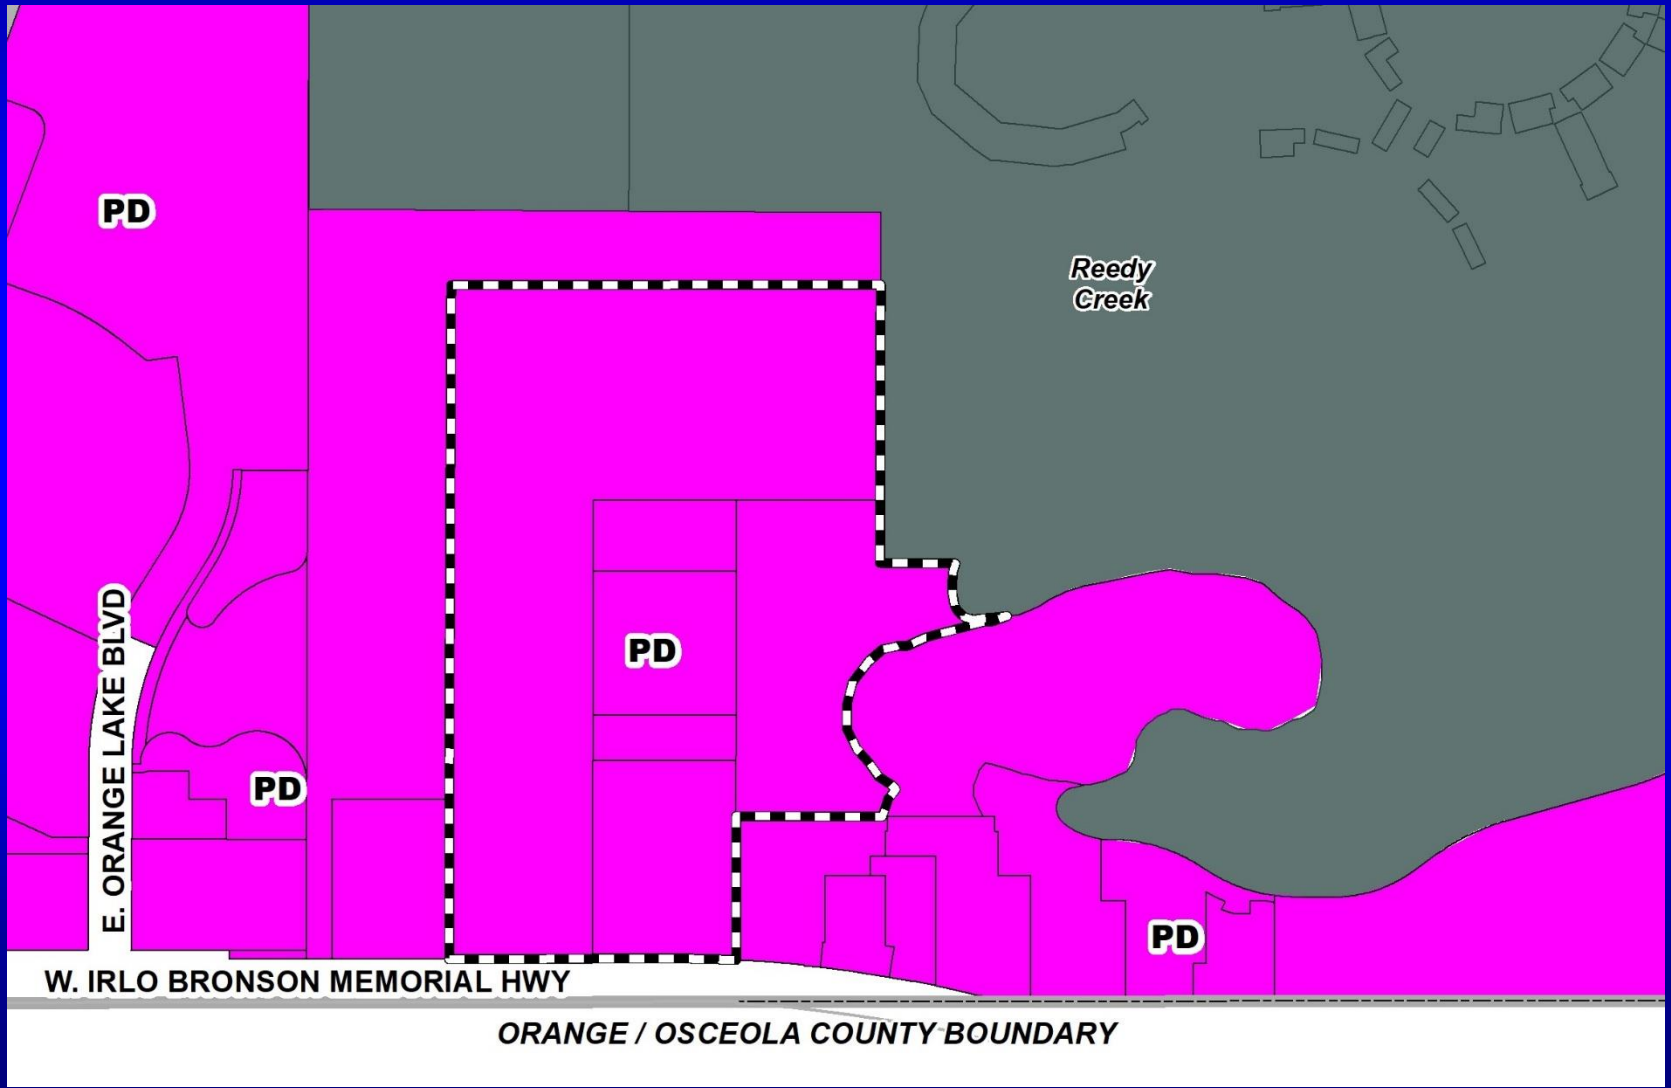 PD
Reedy
Creek
PD
E. ORANGE LAKE BLVD
PD
PD
W. IRLO BRONSON MEMORIAL HWY
ORANGE / OSCEOLA COUNTY BOUNDARY